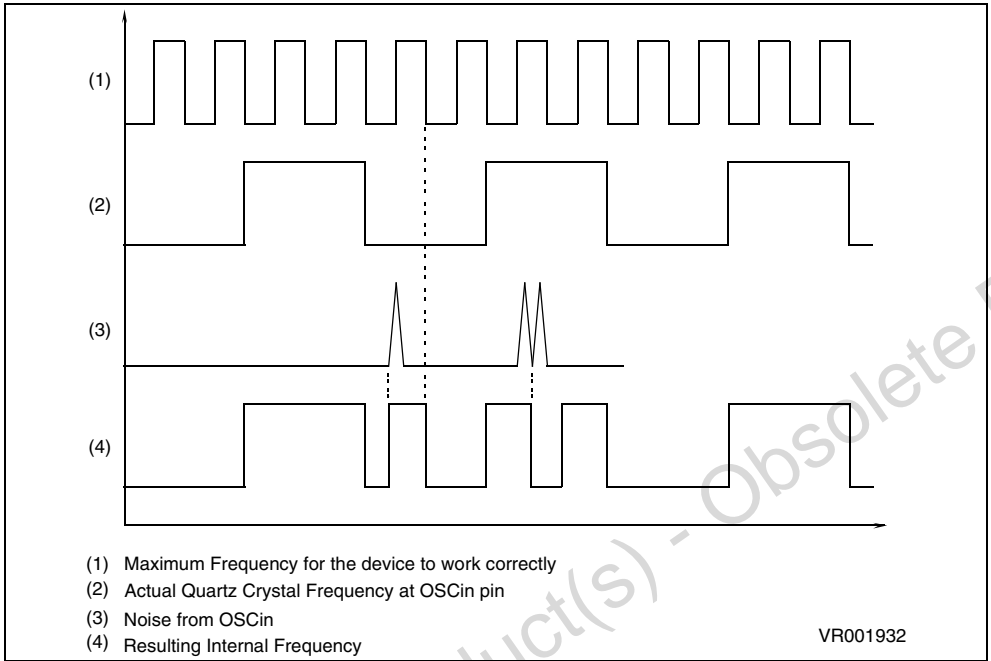 (1)
(2)
(3)
(4)
(1) Maximum Frequency for the device to work correctly
(2) Actual Quartz Crystal Frequency at OSCin pin
(3) Noise from OSCin
(4) Resulting Internal Frequency
VR001932
duct(s) - Obsolete